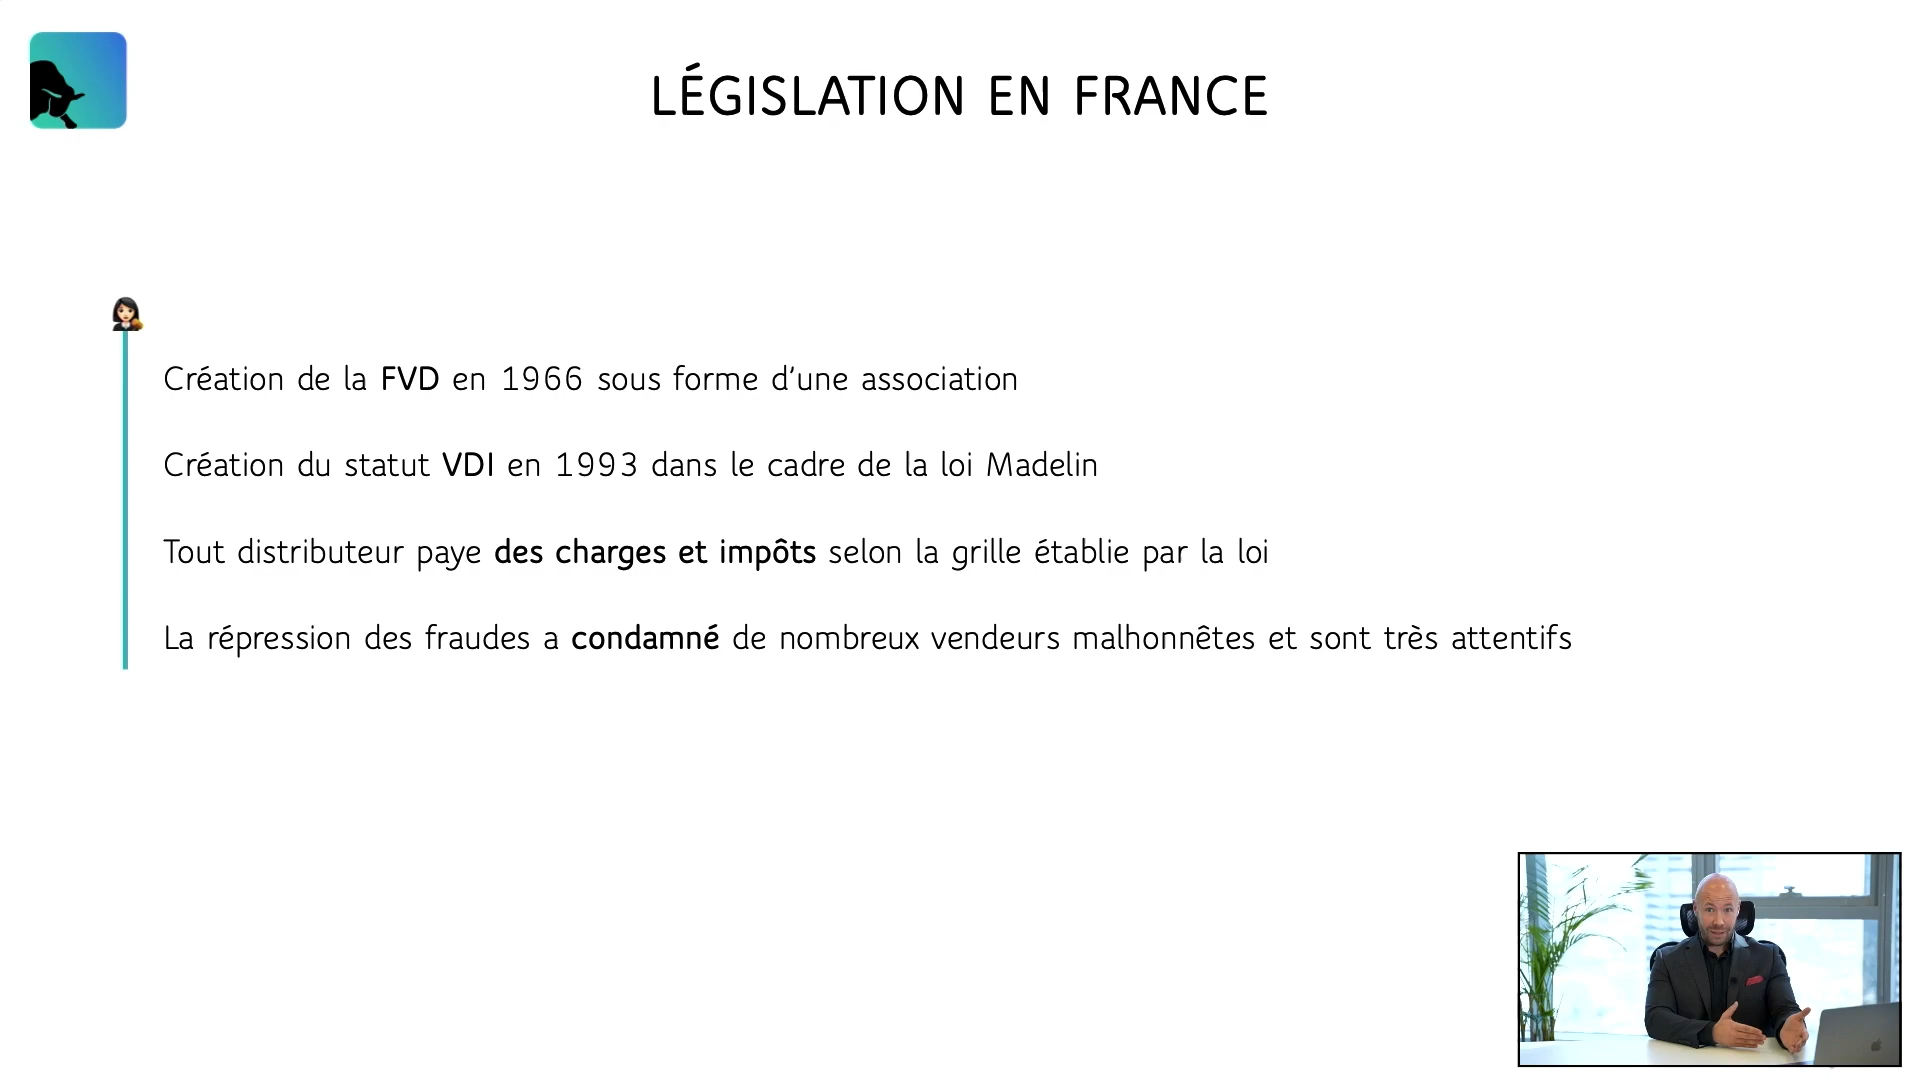 LÉGISLATION EN FRANCE
Création de la FVD en 1966 sous forme d’une association
Création du statut VDI en 1993 dans le cadre de la loi Madelin
Tout distributeur paye des charges et impôts selon la grille établie par la loi
La répression des fraudes a condamné de nombreux vendeurs malhonnêtes et sont très attentifs